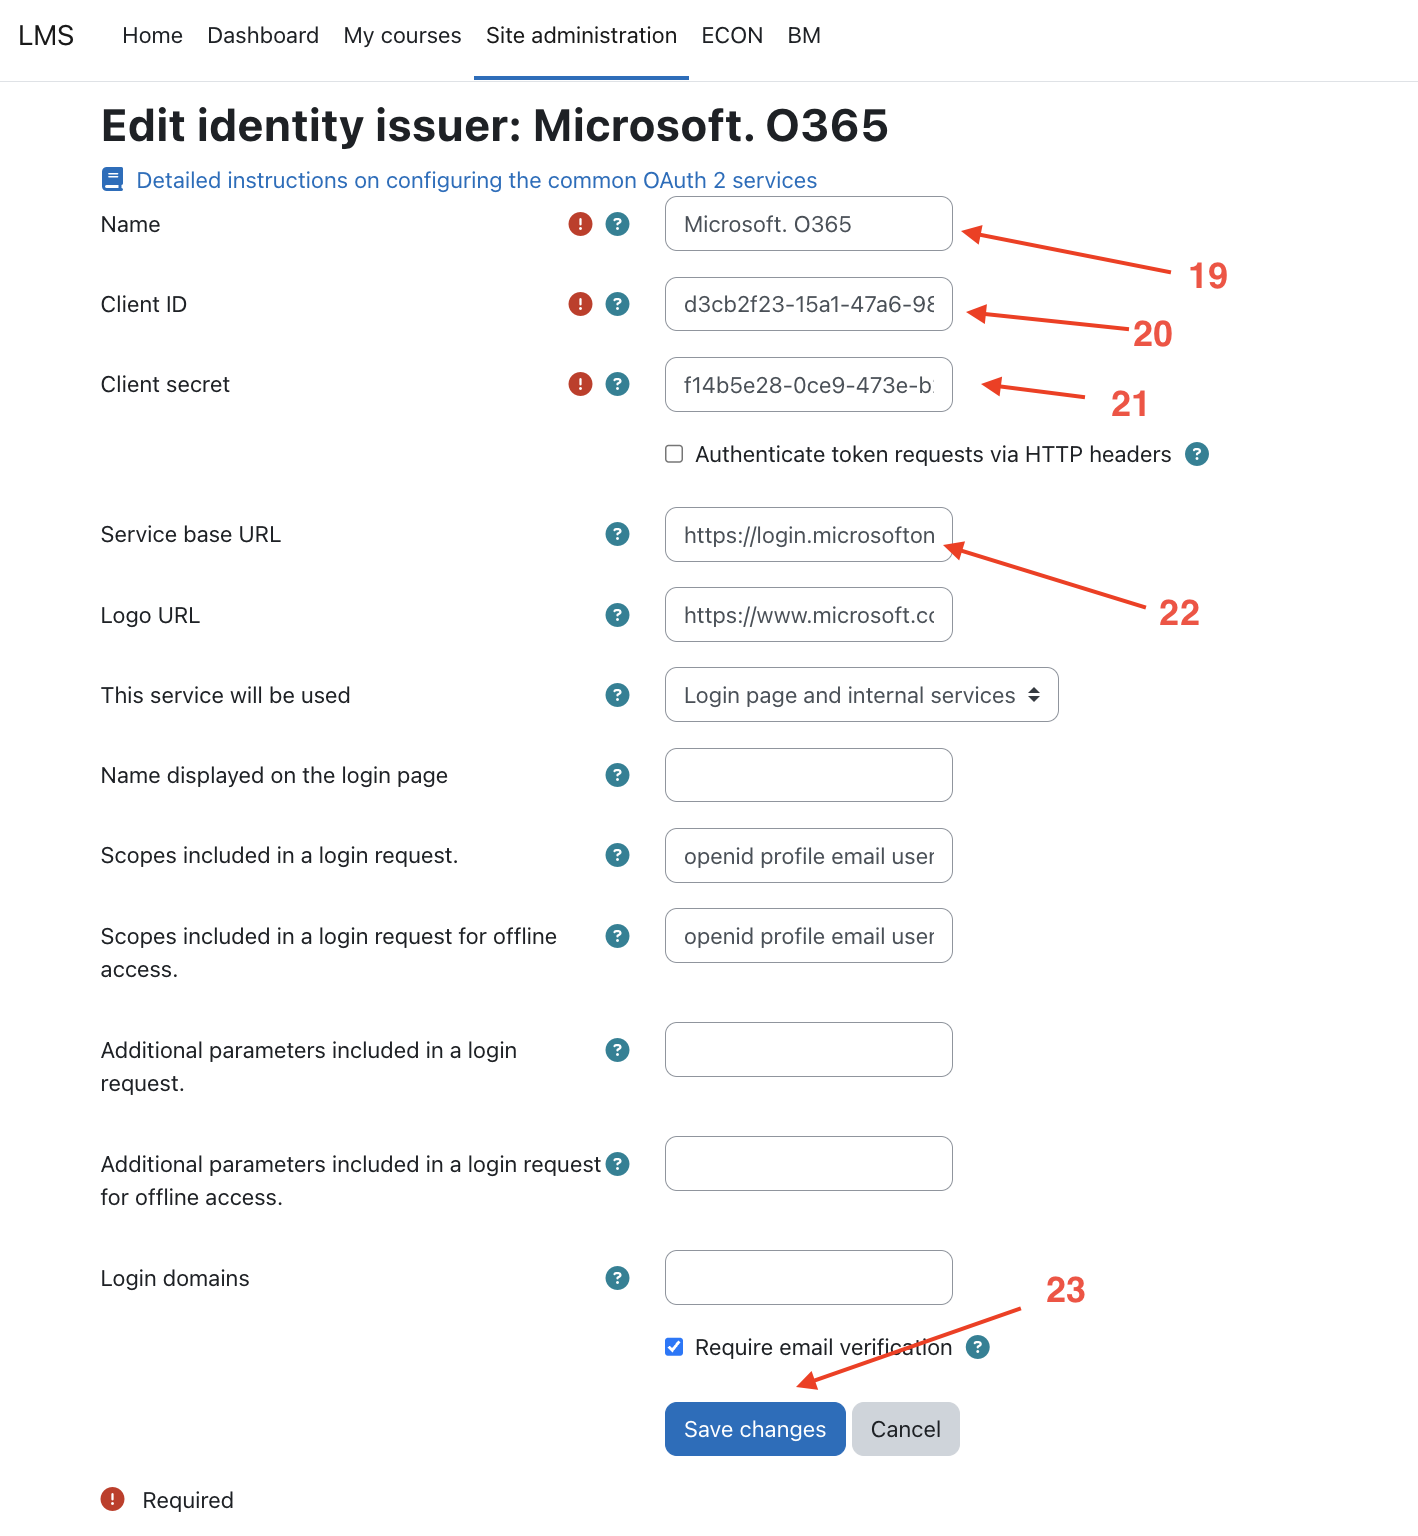 LMS Home Dashboard My courses Site administration ECON BM
Edit identity issuer: Microsoft. O365
Detailed instructions on configuring the common OAuth 2 services
Name ! ? Microsoft. O365
19
Client ID ! ? d3cb2f23-15a1-47a6-98
20
Client secret ! ? f14b5e28-0ce9-473e-b
21
Authenticate token requests via HTTP headers ?
Service base URL ? https://login.microsofton
22
Logo URL ? https://www.microsoft.co
This service will be used ? Login page and internal services
Name displayed on the login page ?
Scopes included in a login request. ? openid profile email user
Scopes included in a login request for offline ? openid profile email user
access.
Additional parameters included in a login ?
request.
Additional parameters included in a login request ?
for offline access.
Login domains ?
23
Require email verification ?
Save changes Cancel
! Required